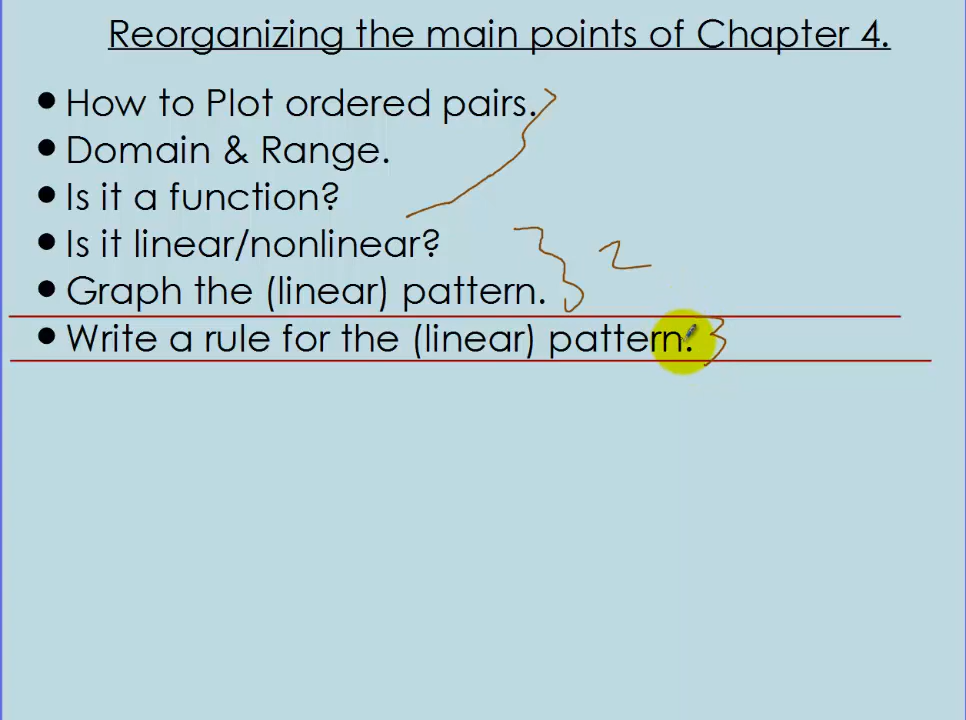 Reorganizing the main points of Chapter 4.
• How to Plot ordered pairs.
• Domain & Range.
• Is it a function?
• Is it linear/nonlinear?
2
• Graph the (linear) pattern.
• Write a rule for the (linear) pattern.